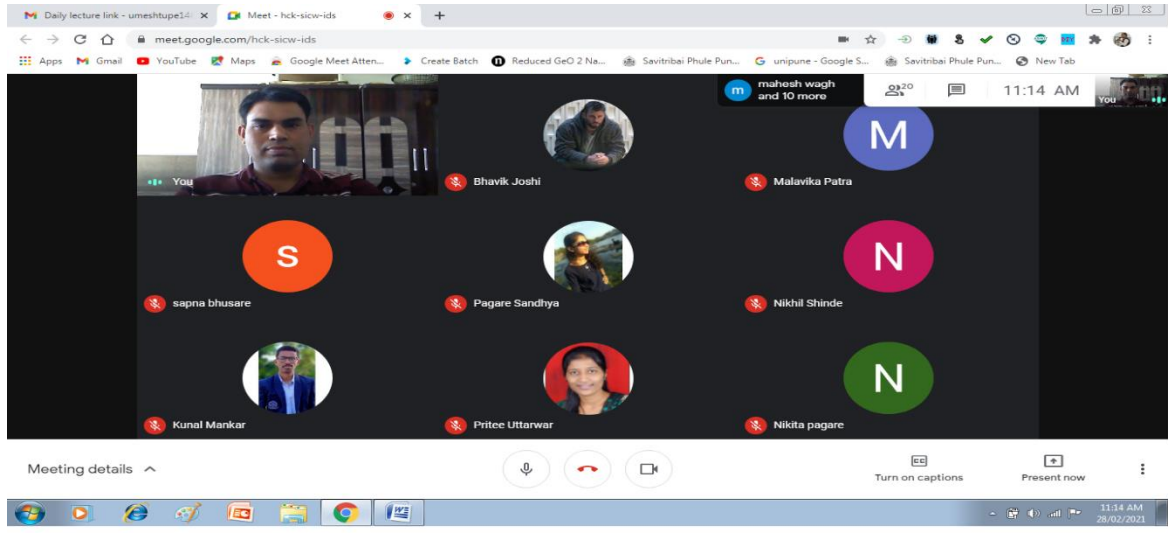 Daily lecture link - umeshtupe14
Meet - hck-sicw-ids
meet.google.com/hck-sicw-ids
Apps
Gmail
YouTube
Maps
Google Meet Atten...
Create Batch
Reduced GeO 2 Na...
Savitribai Phule Pun...
unipune - Google S...
Savitribai Phule Pun...
New Tab
m
mahesh wagh
and 10 more
20
11:14 AM
You
You
Bhavik Joshi
M
Malavika Patra
S
sapna bhusare
Pagare Sandhya
N
Nikhil Shinde
Kunal Mankar
Pritee Uttarwar
N
Nikita pagare
Meeting details
CC
Turn on captions
Present now
11:14 AM
28/02/2021